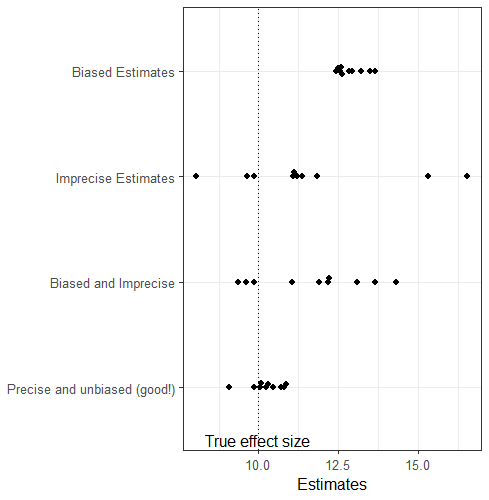 Biased Estimates
Imprecise Estimates
Biased and Imprecise
Precise and unbiased (good!)
True effect size
10.0 12.5 15.0
Estimates